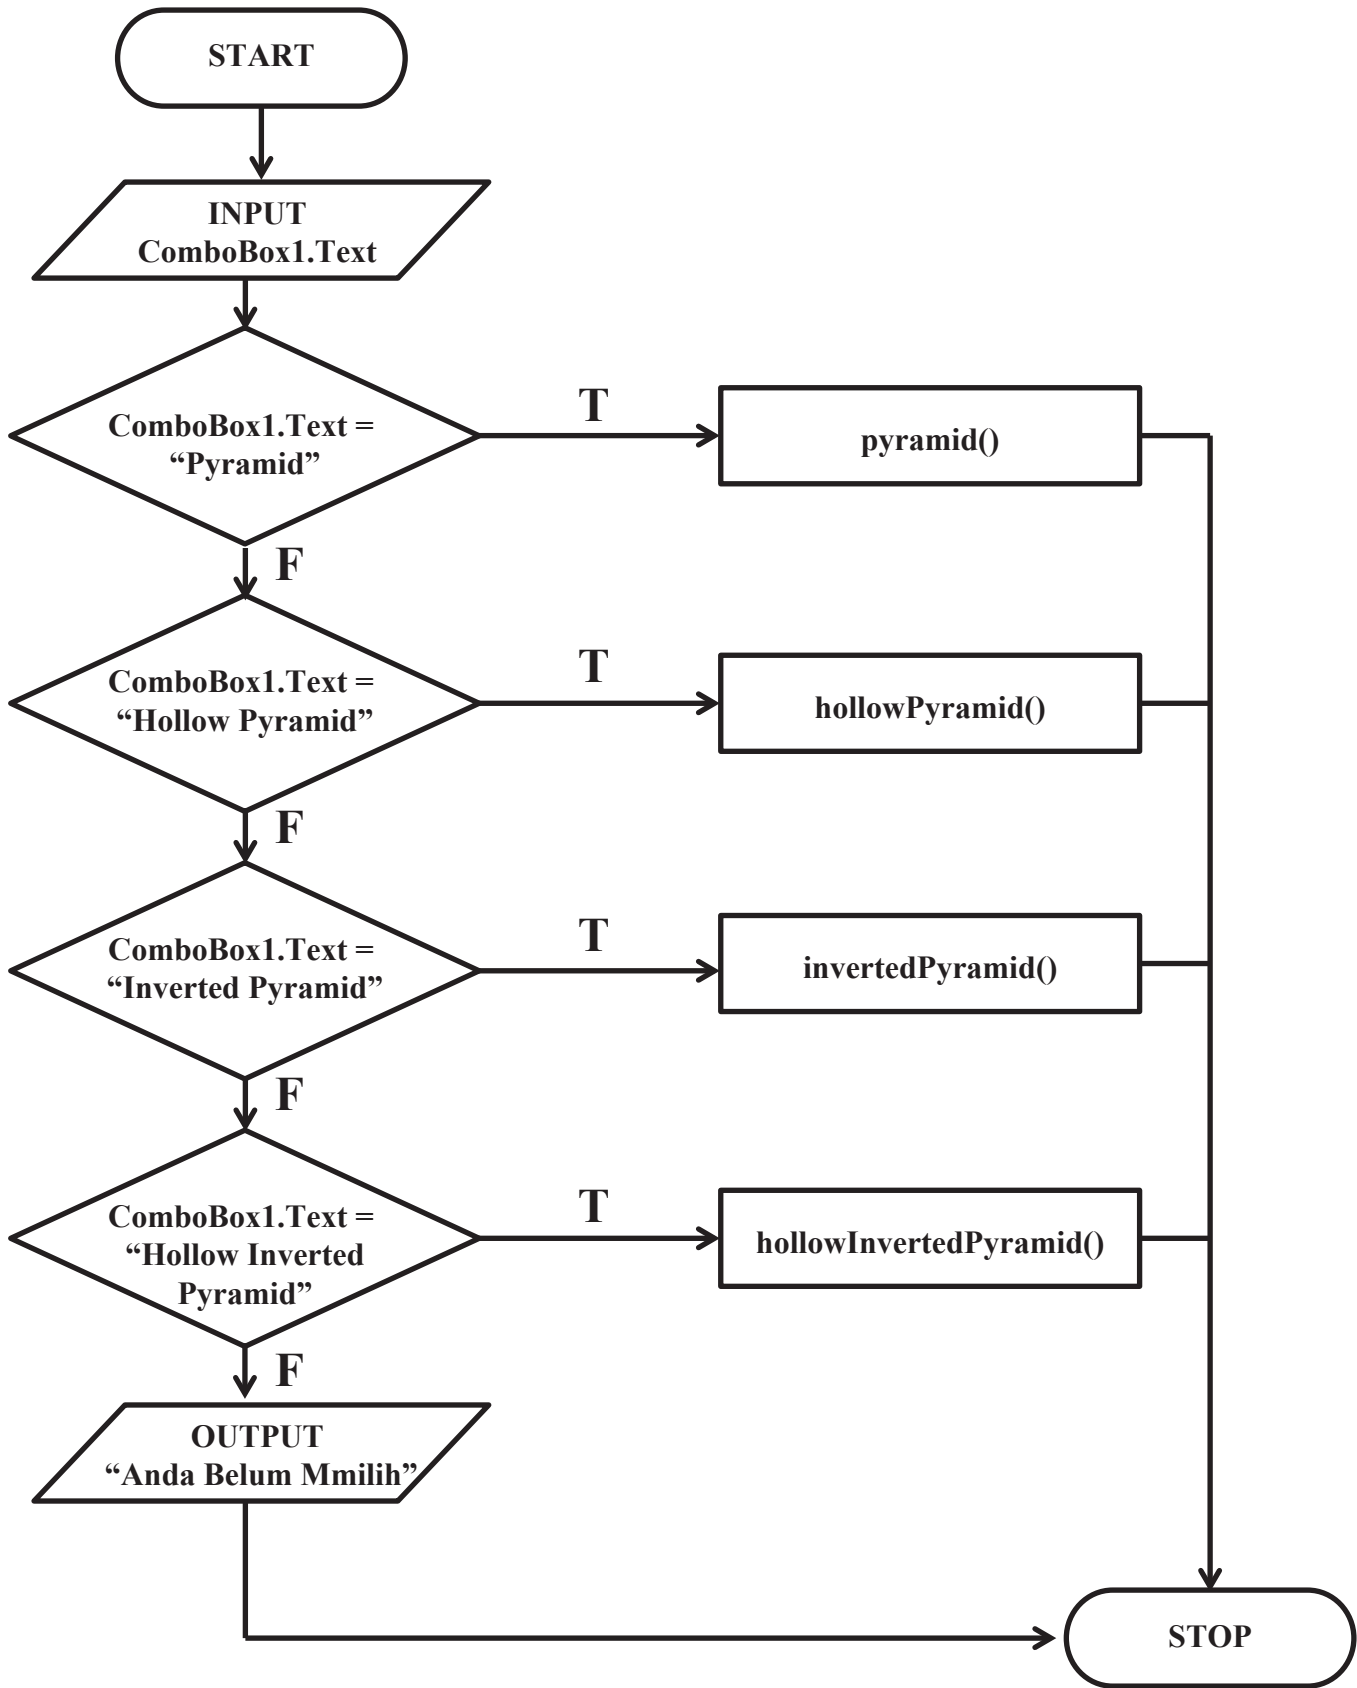 START
INPUT
ComboBox1.Text
ComboBox1.Text =
“Pyramid”
T
pyramid()
F
ComboBox1.Text =
“Hollow Pyramid”
T
hollowPyramid()
F
ComboBox1.Text =
“Inverted Pyramid”
T
invertedPyramid()
F
ComboBox1.Text =
“Hollow Inverted
Pyramid”
T
hollowInvertedPyramid()
F
OUTPUT
“Anda Belum Mmilih”
STOP